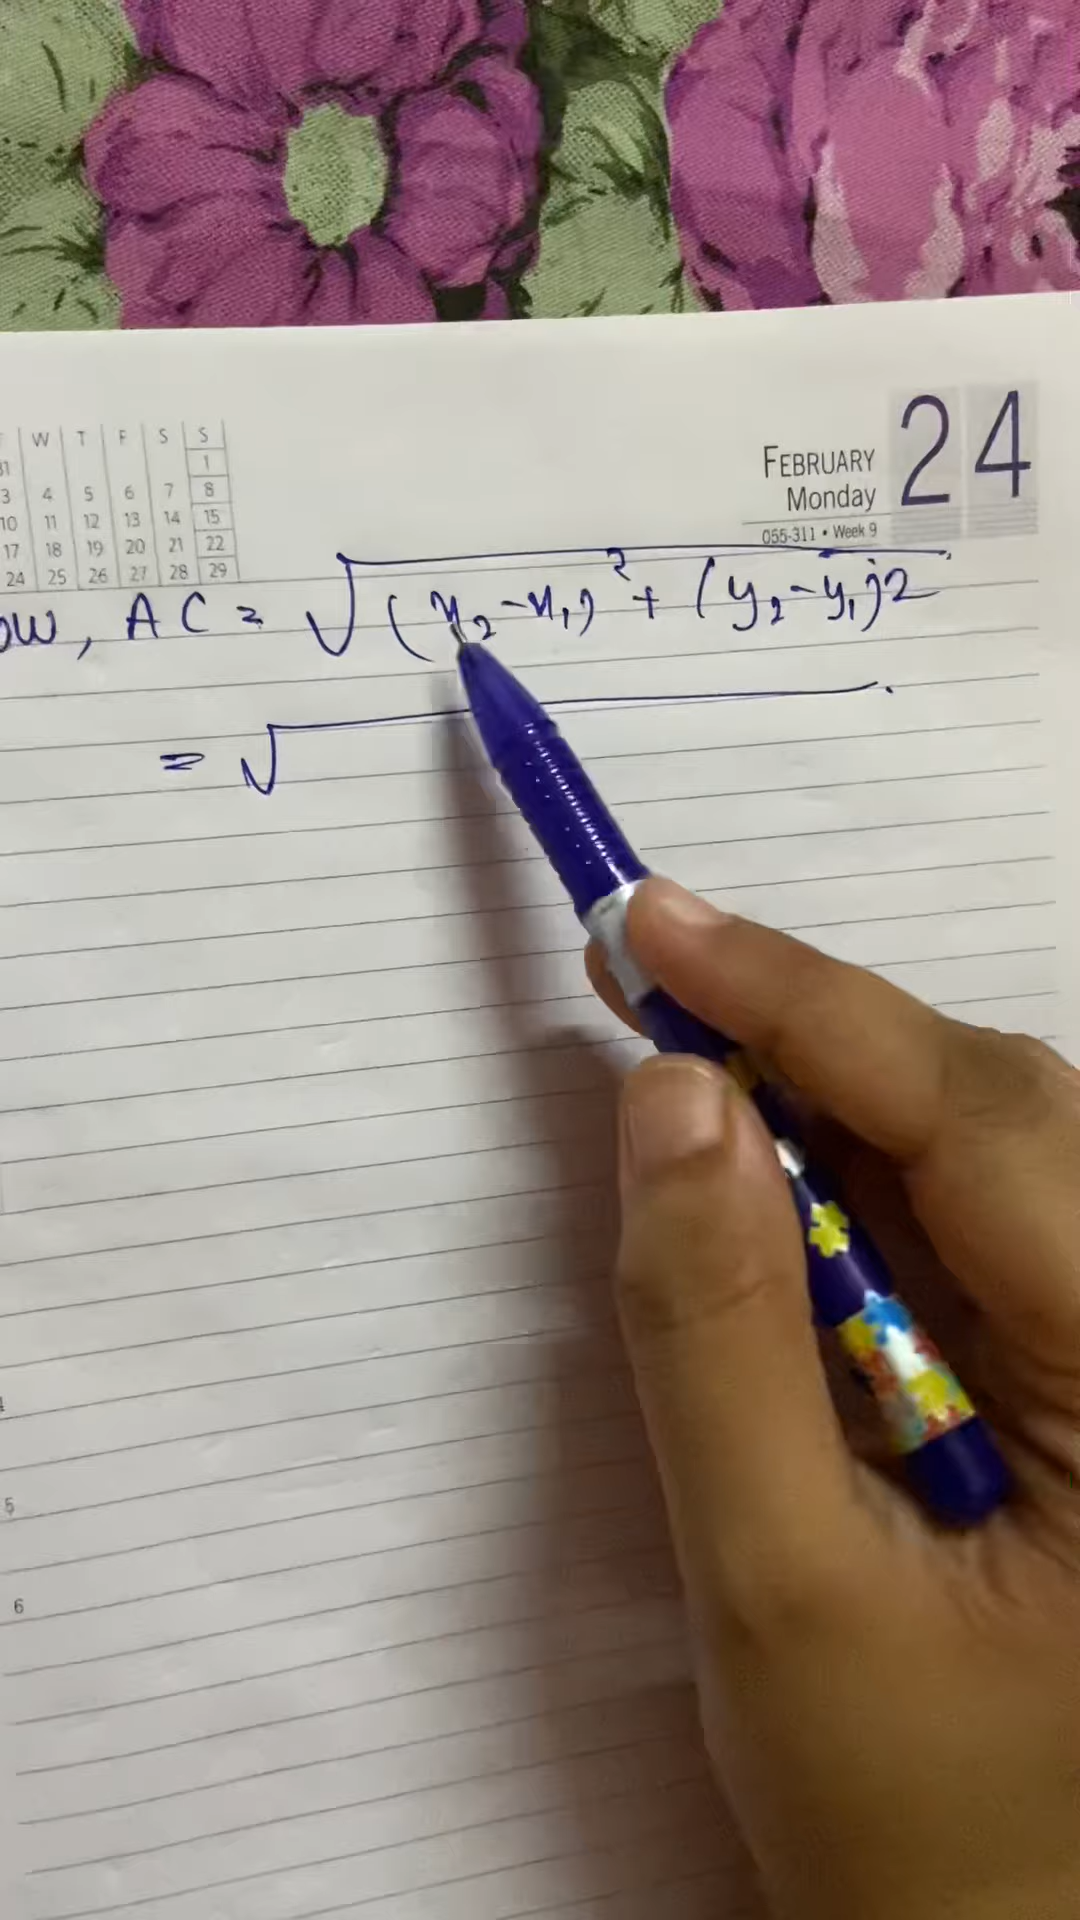 W T F S S
1
3 4 5 6 7 8
10 11 12 13 14 15
17 18 19 20 21 22
24 25 26 27 28 29
FEBRUARY 24
Monday
055-311 • Week 9
, AC = √(x₂-x₁)² + (y₂-y₁)2
= √
5
6